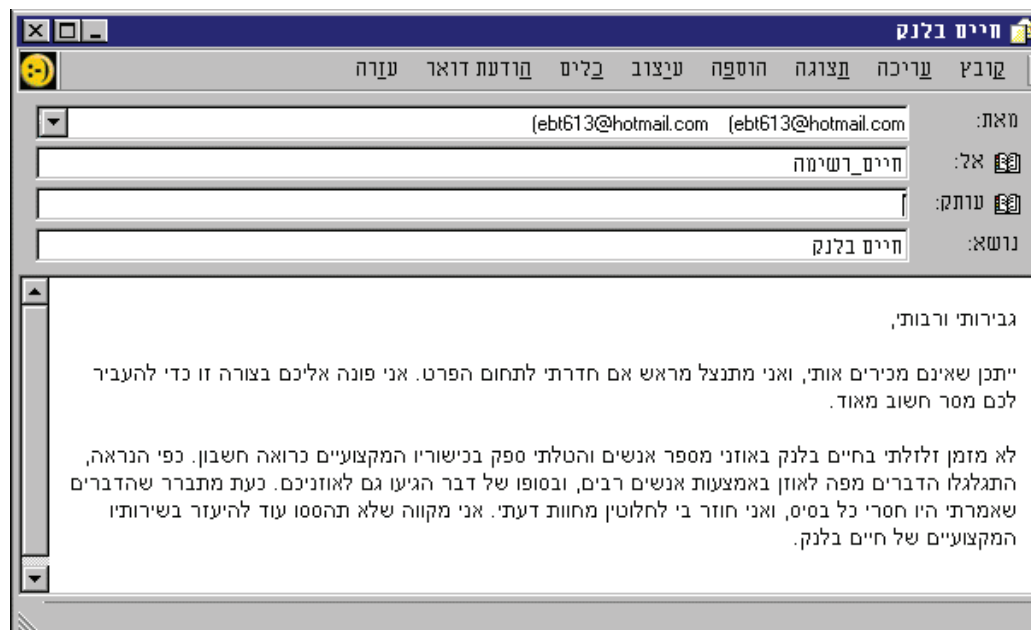 חיים בלנק
קובץ עריכה תצוגה הוספה עיצוב כלים הודעת דואר עזרה
מאת: (ebt613@hotmail.com (ebt613@hotmail.com
אל: חיים_רשימה
עותק:
נושא: חיים בלנק
גבירותי ורבותי,
ייתכן שאינם מכירים אותי, ואני מתנצל מראש אם חדרתי לתחום הפרט. אני פונה אליכם בצורה זו כדי להעביר
לכם מסר חשוב מאוד.
לא מזמן זלזלתי בחיים בלנק באוזני מספר אנשים והטלתי ספק בכישוריו המקצועיים כרואה חשבון. כפי הנראה,
התגלגלו הדברים מפה לאוזן באמצעות אנשים רבים, ובסופו של דבר הגיעו גם לאוזניכם. כעת מתברר שהדברים
שאמרתי היו חסרי כל בסיס, ואני חוזר בי לחלוטין מחוות דעתי. אני מקווה שלא תהססו עוד להיעזר בשירותיו
המקצועיים של חיים בלנק.